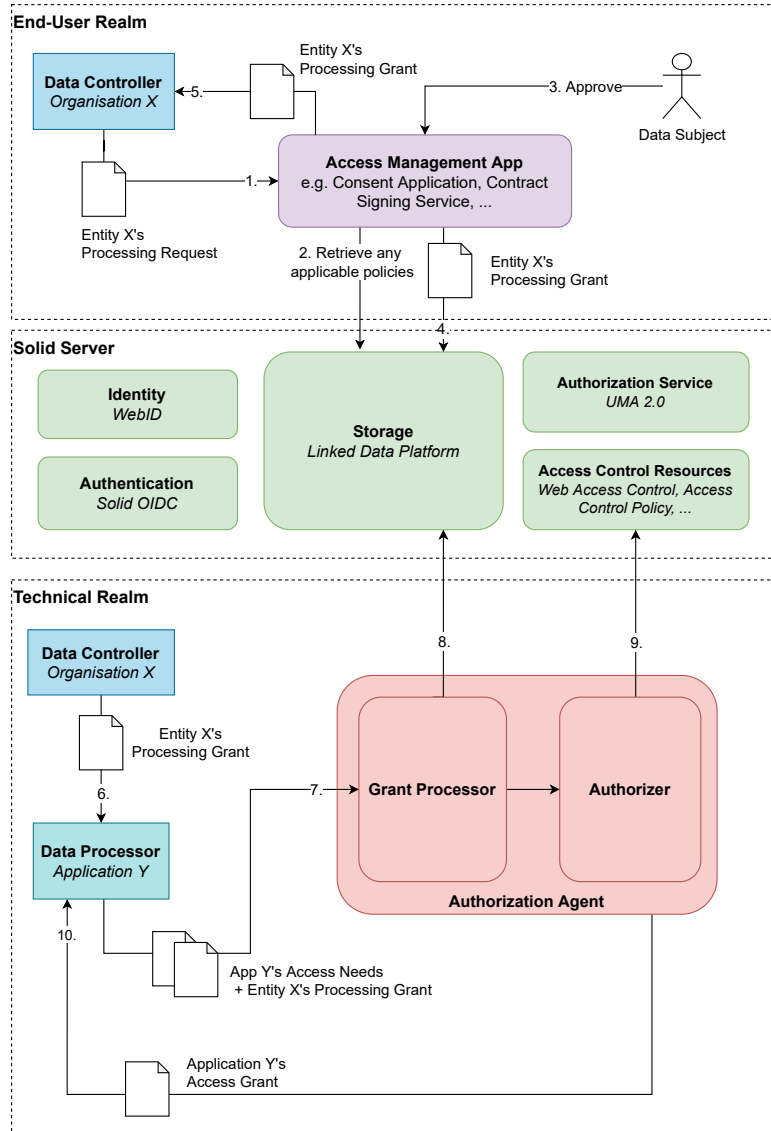 End-User Realm
Data Controller
Organisation X
5.
Entity X's
Processing Grant
3. Approve
Data Subject
Access Management App
e.g. Consent Application, Contract
Signing Service, ...
1.
Entity X's
Processing Request
2. Retrieve any
applicable policies
Entity X's
Processing Grant
4.
Solid Server
Identity
WebID
Authentication
Solid OIDC
Storage
Linked Data Platform
Authorization Service
UMA 2.0
Access Control Resources
Web Access Control, Access
Control Policy, ...
Technical Realm
8.
9.
Data Controller
Organisation X
Entity X's
Processing Grant
6.
7.
Grant Processor
Authorizer
Authorization Agent
Data Processor
Application Y
10.
App Y's Access Needs
+ Entity X's Processing Grant
Application Y's
Access Grant